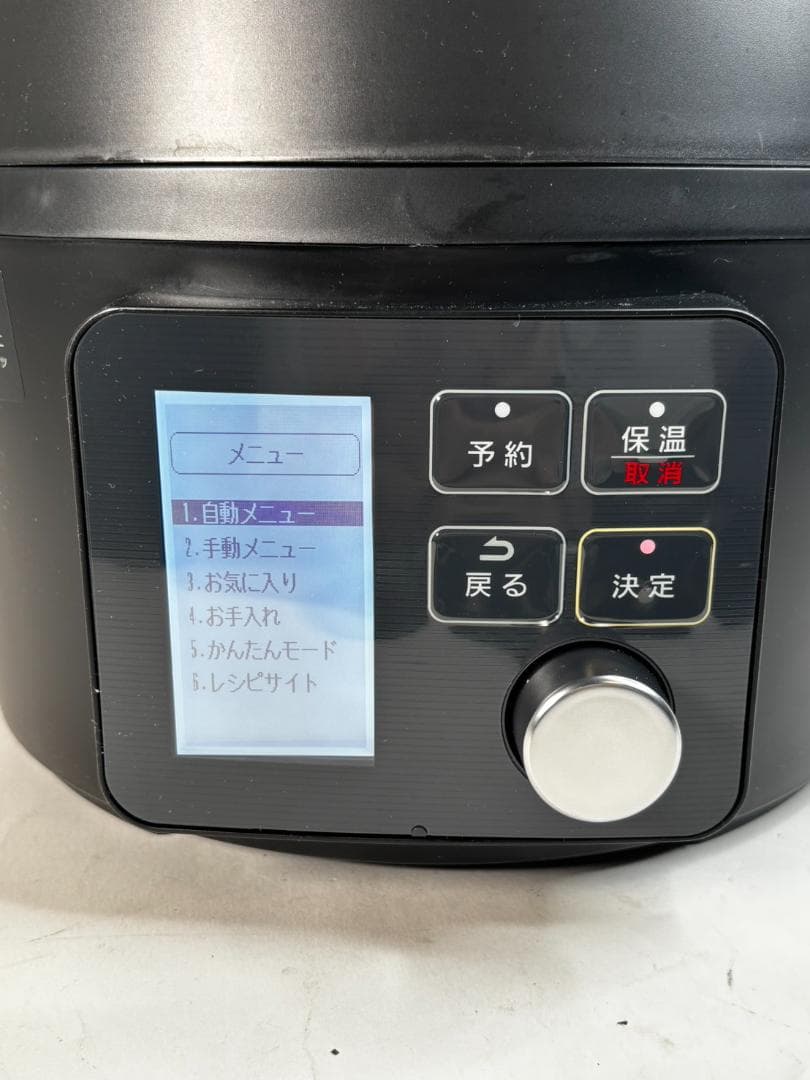 メニュー
1.自動メニュー
2.手動メニュー
3.お気に入り
4.お手入れ
5.かんたんモード
6.レシピサイト
予約
保温
取消
戻る
決定